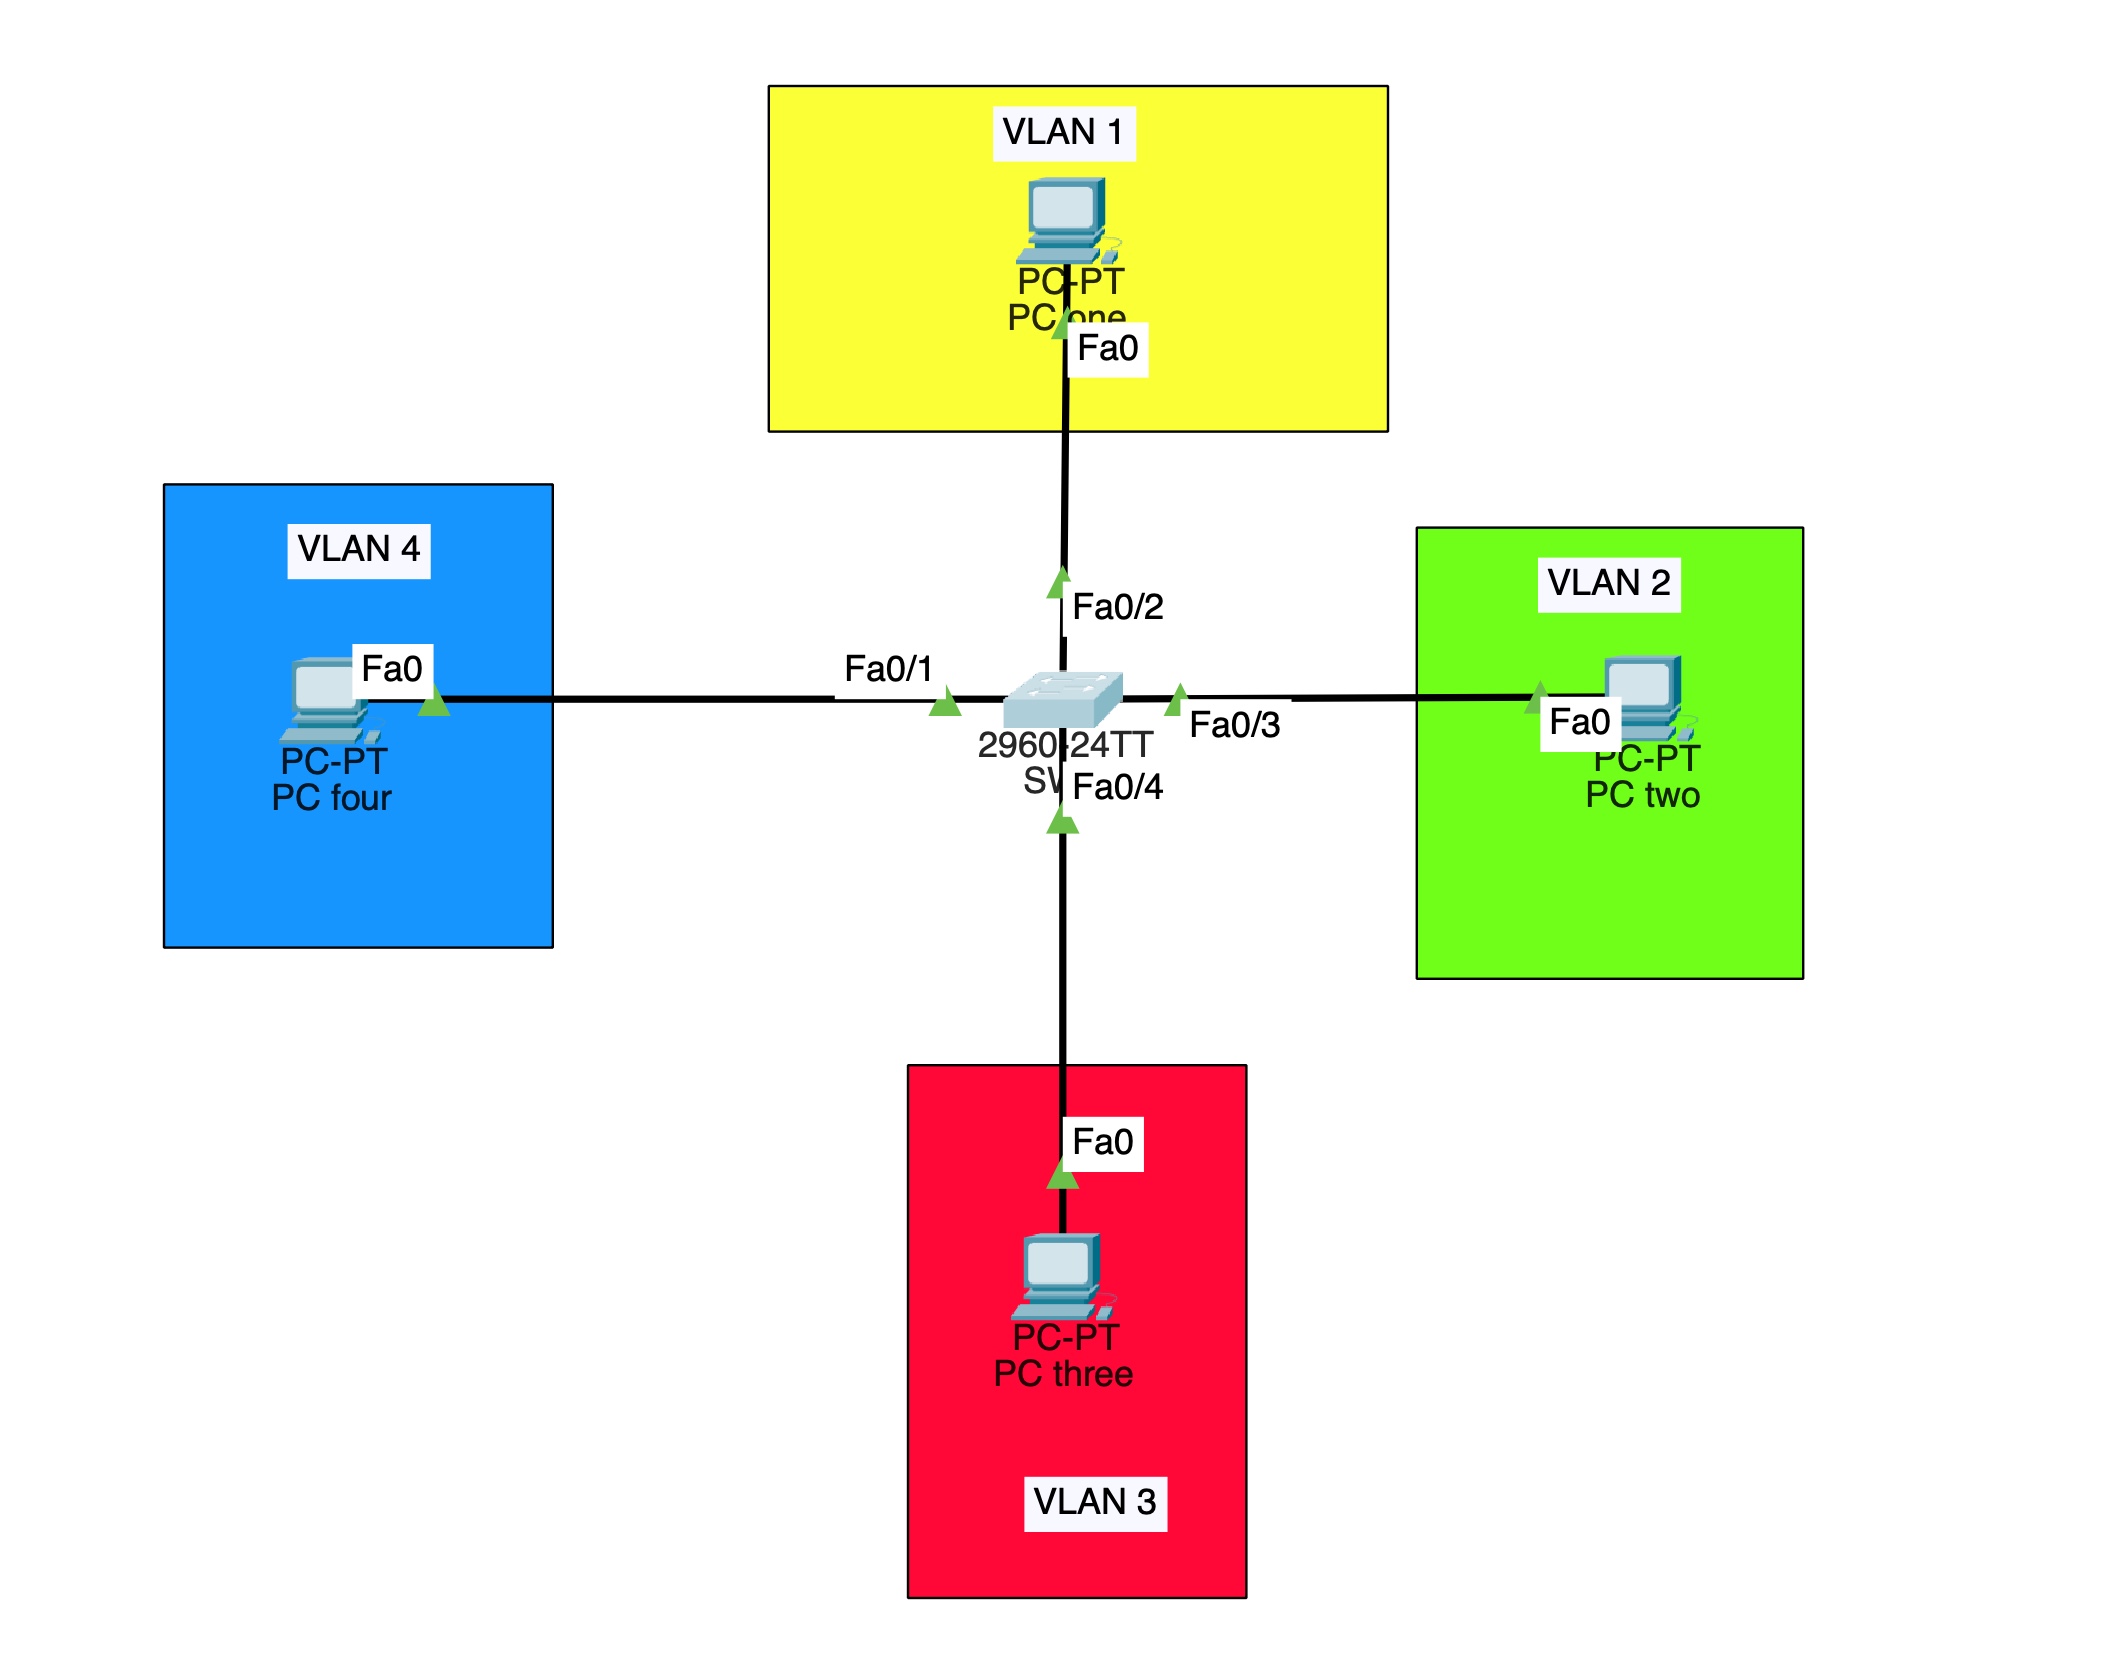 VLAN 1
PC-PT
PC one
Fa0
VLAN 4
Fa0
PC-PT
PC four
Fa0/2
Fa0/1
Fa0/3
2960-24TT
Fa0/4
VLAN 2
Fa0
PC-PT
PC two
Fa0
PC-PT
PC three
VLAN 3